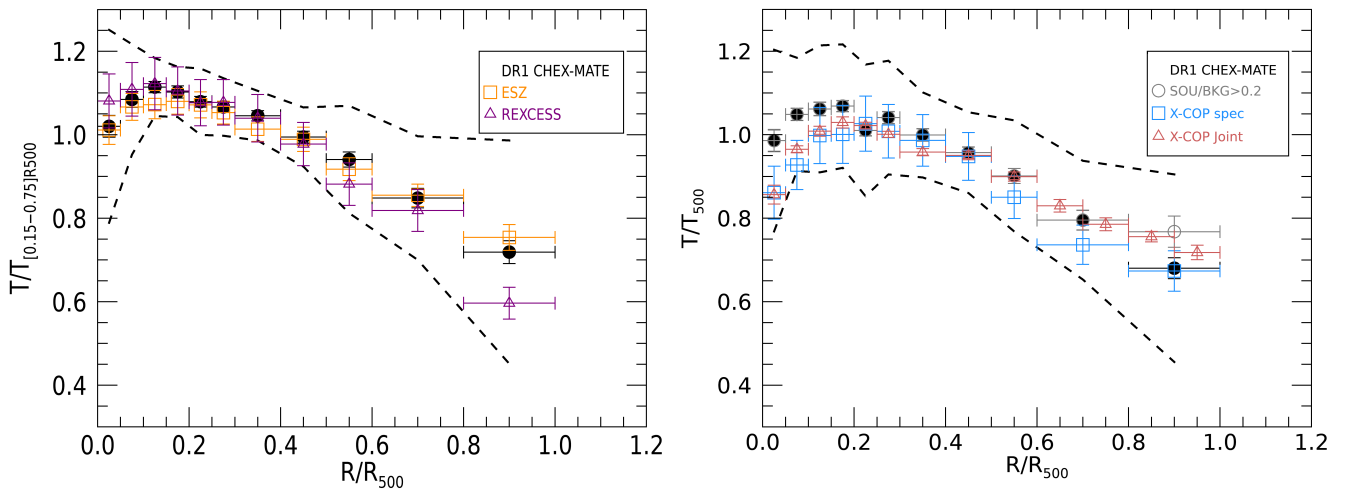 1.2
1.0
0.8
0.6
0.4
T/T[0.15−0.75]R500
DR1 CHEX-MATE
ESZ
REXCESS
0.0 0.2 0.4 0.6 0.8 1.0 1.2
R/R500
1.2
1.0
0.8
0.6
0.4
T/T500
DR1 CHEX-MATE
SOU/BKG>0.2
X-COP spec
X-COP Joint
0.0 0.2 0.4 0.6 0.8 1.0 1.2
R/R500